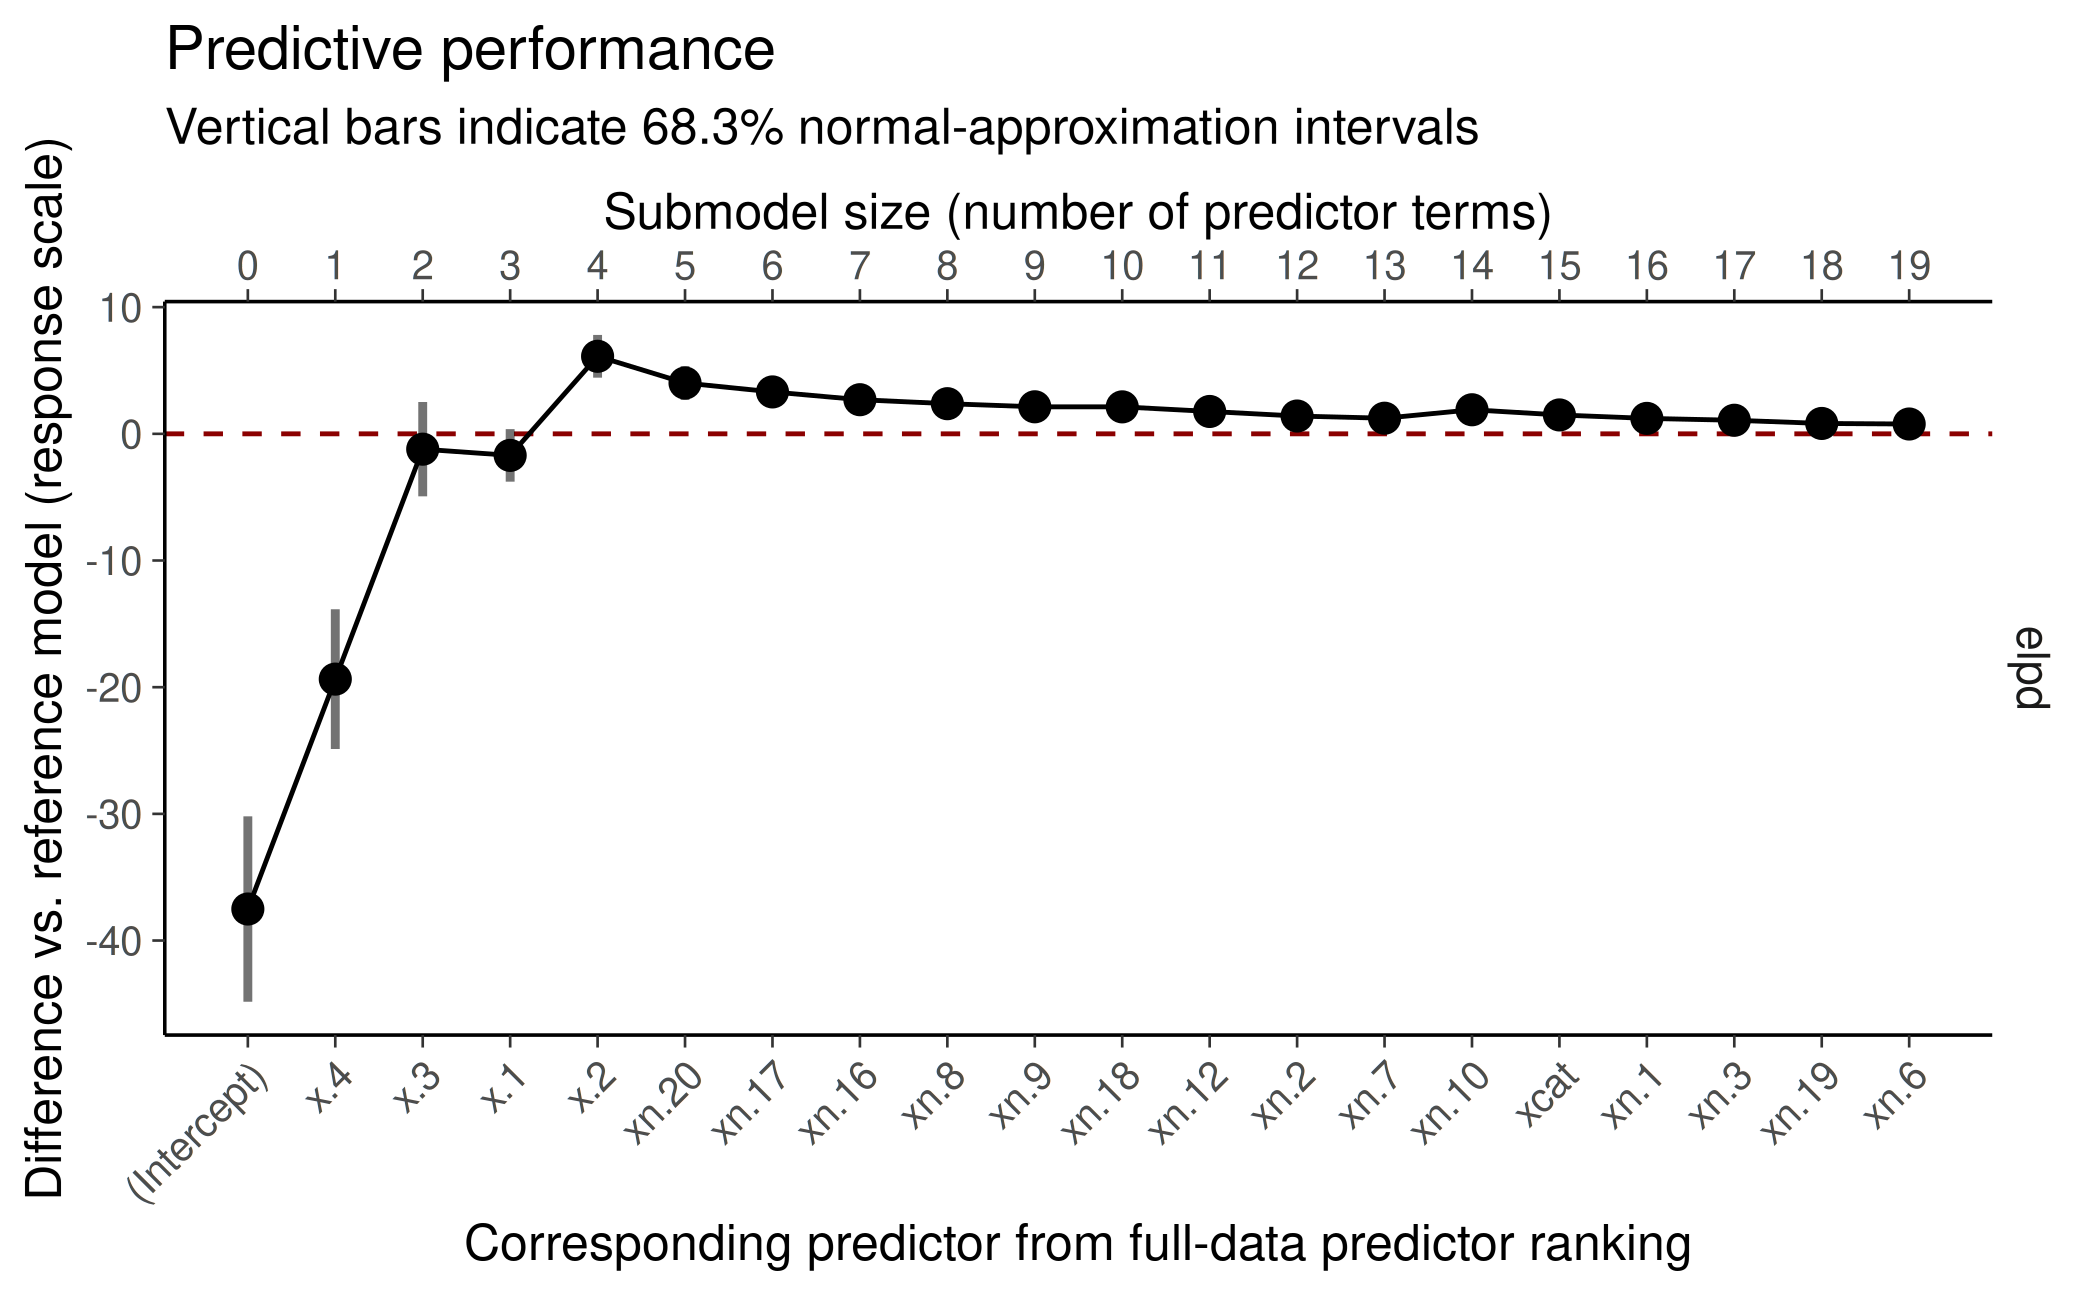 Predictive performance
Vertical bars indicate 68.3% normal-approximation intervals
Submodel size (number of predictor terms)
0 1 2 3 4 5 6 7 8 9 10 11 12 13 14 15 16 17 18 19
Difference vs. reference model (response scale)
10
0
-10
-20
-30
-40
elpd
(Intercept) x.4 x.3 x.1 x.2 xn.20 xn.17 xn.16 xn.8 xn.9 xn.18 xn.12 xn.2 xn.7 xn.10 xcat xn.1 xn.3 xn.19 xn.6
Corresponding predictor from full-data predictor ranking